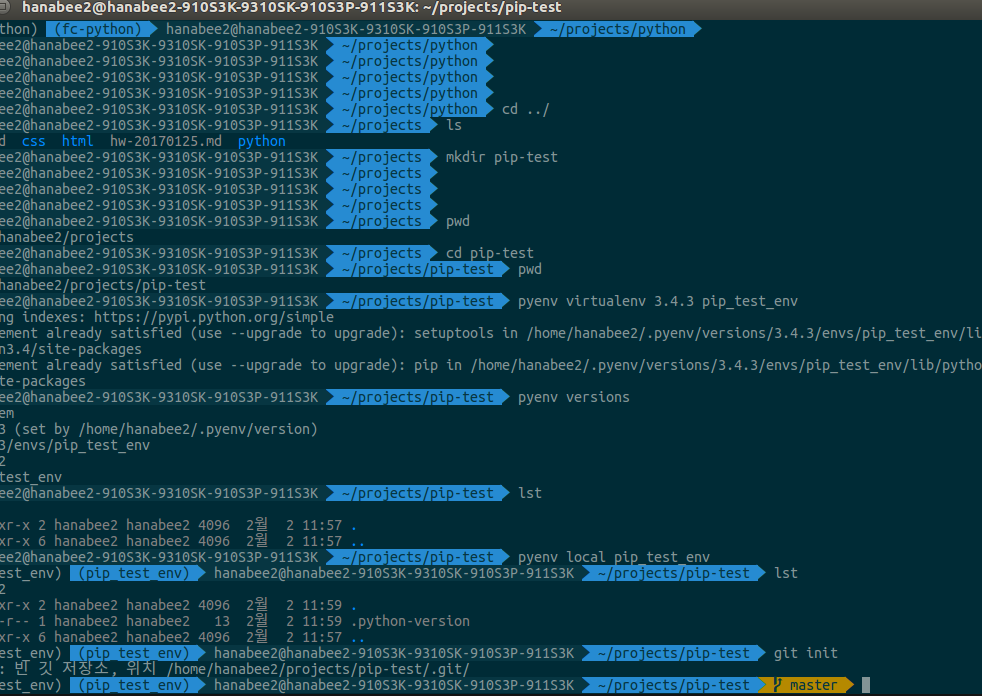 hanabee2@hanabee2-910S3K-9310SK-910S3P-911S3K: ~/projects/pip-test
thon) (fc-python) hanabee2@hanabee2-910S3K-9310SK-910S3P-911S3K ~/projects/python
ee2@hanabee2-910S3K-9310SK-910S3P-911S3K ~/projects/python
ee2@hanabee2-910S3K-9310SK-910S3P-911S3K ~/projects/python
ee2@hanabee2-910S3K-9310SK-910S3P-911S3K ~/projects/python
ee2@hanabee2-910S3K-9310SK-910S3P-911S3K ~/projects/python
ee2@hanabee2-910S3K-9310SK-910S3P-911S3K ~/projects/python cd ../
ee2@hanabee2-910S3K-9310SK-910S3P-911S3K ~/projects ls
d css html hw-20170125.md python
ee2@hanabee2-910S3K-9310SK-910S3P-911S3K ~/projects mkdir pip-test
ee2@hanabee2-910S3K-9310SK-910S3P-911S3K ~/projects
ee2@hanabee2-910S3K-9310SK-910S3P-911S3K ~/projects
ee2@hanabee2-910S3K-9310SK-910S3P-911S3K ~/projects
ee2@hanabee2-910S3K-9310SK-910S3P-911S3K ~/projects pwd
hanabee2/projects
ee2@hanabee2-910S3K-9310SK-910S3P-911S3K ~/projects cd pip-test
ee2@hanabee2-910S3K-9310SK-910S3P-911S3K ~/projects/pip-test pwd
hanabee2/projects/pip-test
ee2@hanabee2-910S3K-9310SK-910S3P-911S3K ~/projects/pip-test pyenv virtualenv 3.4.3 pip_test_env
ng indexes: https://pypi.python.org/simple
ement already satisfied (use --upgrade to upgrade): setuptools in /home/hanabee2/.pyenv/versions/3.4.3/envs/pip_test_env/li
n3.4/site-packages
ement already satisfied (use --upgrade to upgrade): pip in /home/hanabee2/.pyenv/versions/3.4.3/envs/pip_test_env/lib/pytho
te-packages
ee2@hanabee2-910S3K-9310SK-910S3P-911S3K ~/projects/pip-test pyenv versions
em
3 (set by /home/hanabee2/.pyenv/version)
3/envs/pip_test_env
2
test_env
ee2@hanabee2-910S3K-9310SK-910S3P-911S3K ~/projects/pip-test lst
xr-x 2 hanabee2 hanabee2 4096 2월 2 11:57 .
xr-x 6 hanabee2 hanabee2 4096 2월 2 11:57 ..
ee2@hanabee2-910S3K-9310SK-910S3P-911S3K ~/projects/pip-test pyenv local pip_test_env
est_env) (pip_test_env) hanabee2@hanabee2-910S3K-9310SK-910S3P-911S3K ~/projects/pip-test lst
2
xr-x 2 hanabee2 hanabee2 4096 2월 2 11:59 .
-r-- 1 hanabee2 hanabee2 13 2월 2 11:59 .python-version
xr-x 6 hanabee2 hanabee2 4096 2월 2 11:57 ..
est_env) (pip_test_env) hanabee2@hanabee2-910S3K-9310SK-910S3P-911S3K ~/projects/pip-test git init
: 빈 깃 저장소, 위치 /home/hanabee2/projects/pip-test/.git/
est_env) (pip_test_env) hanabee2@hanabee2-910S3K-9310SK-910S3P-911S3K ~/projects/pip-test master